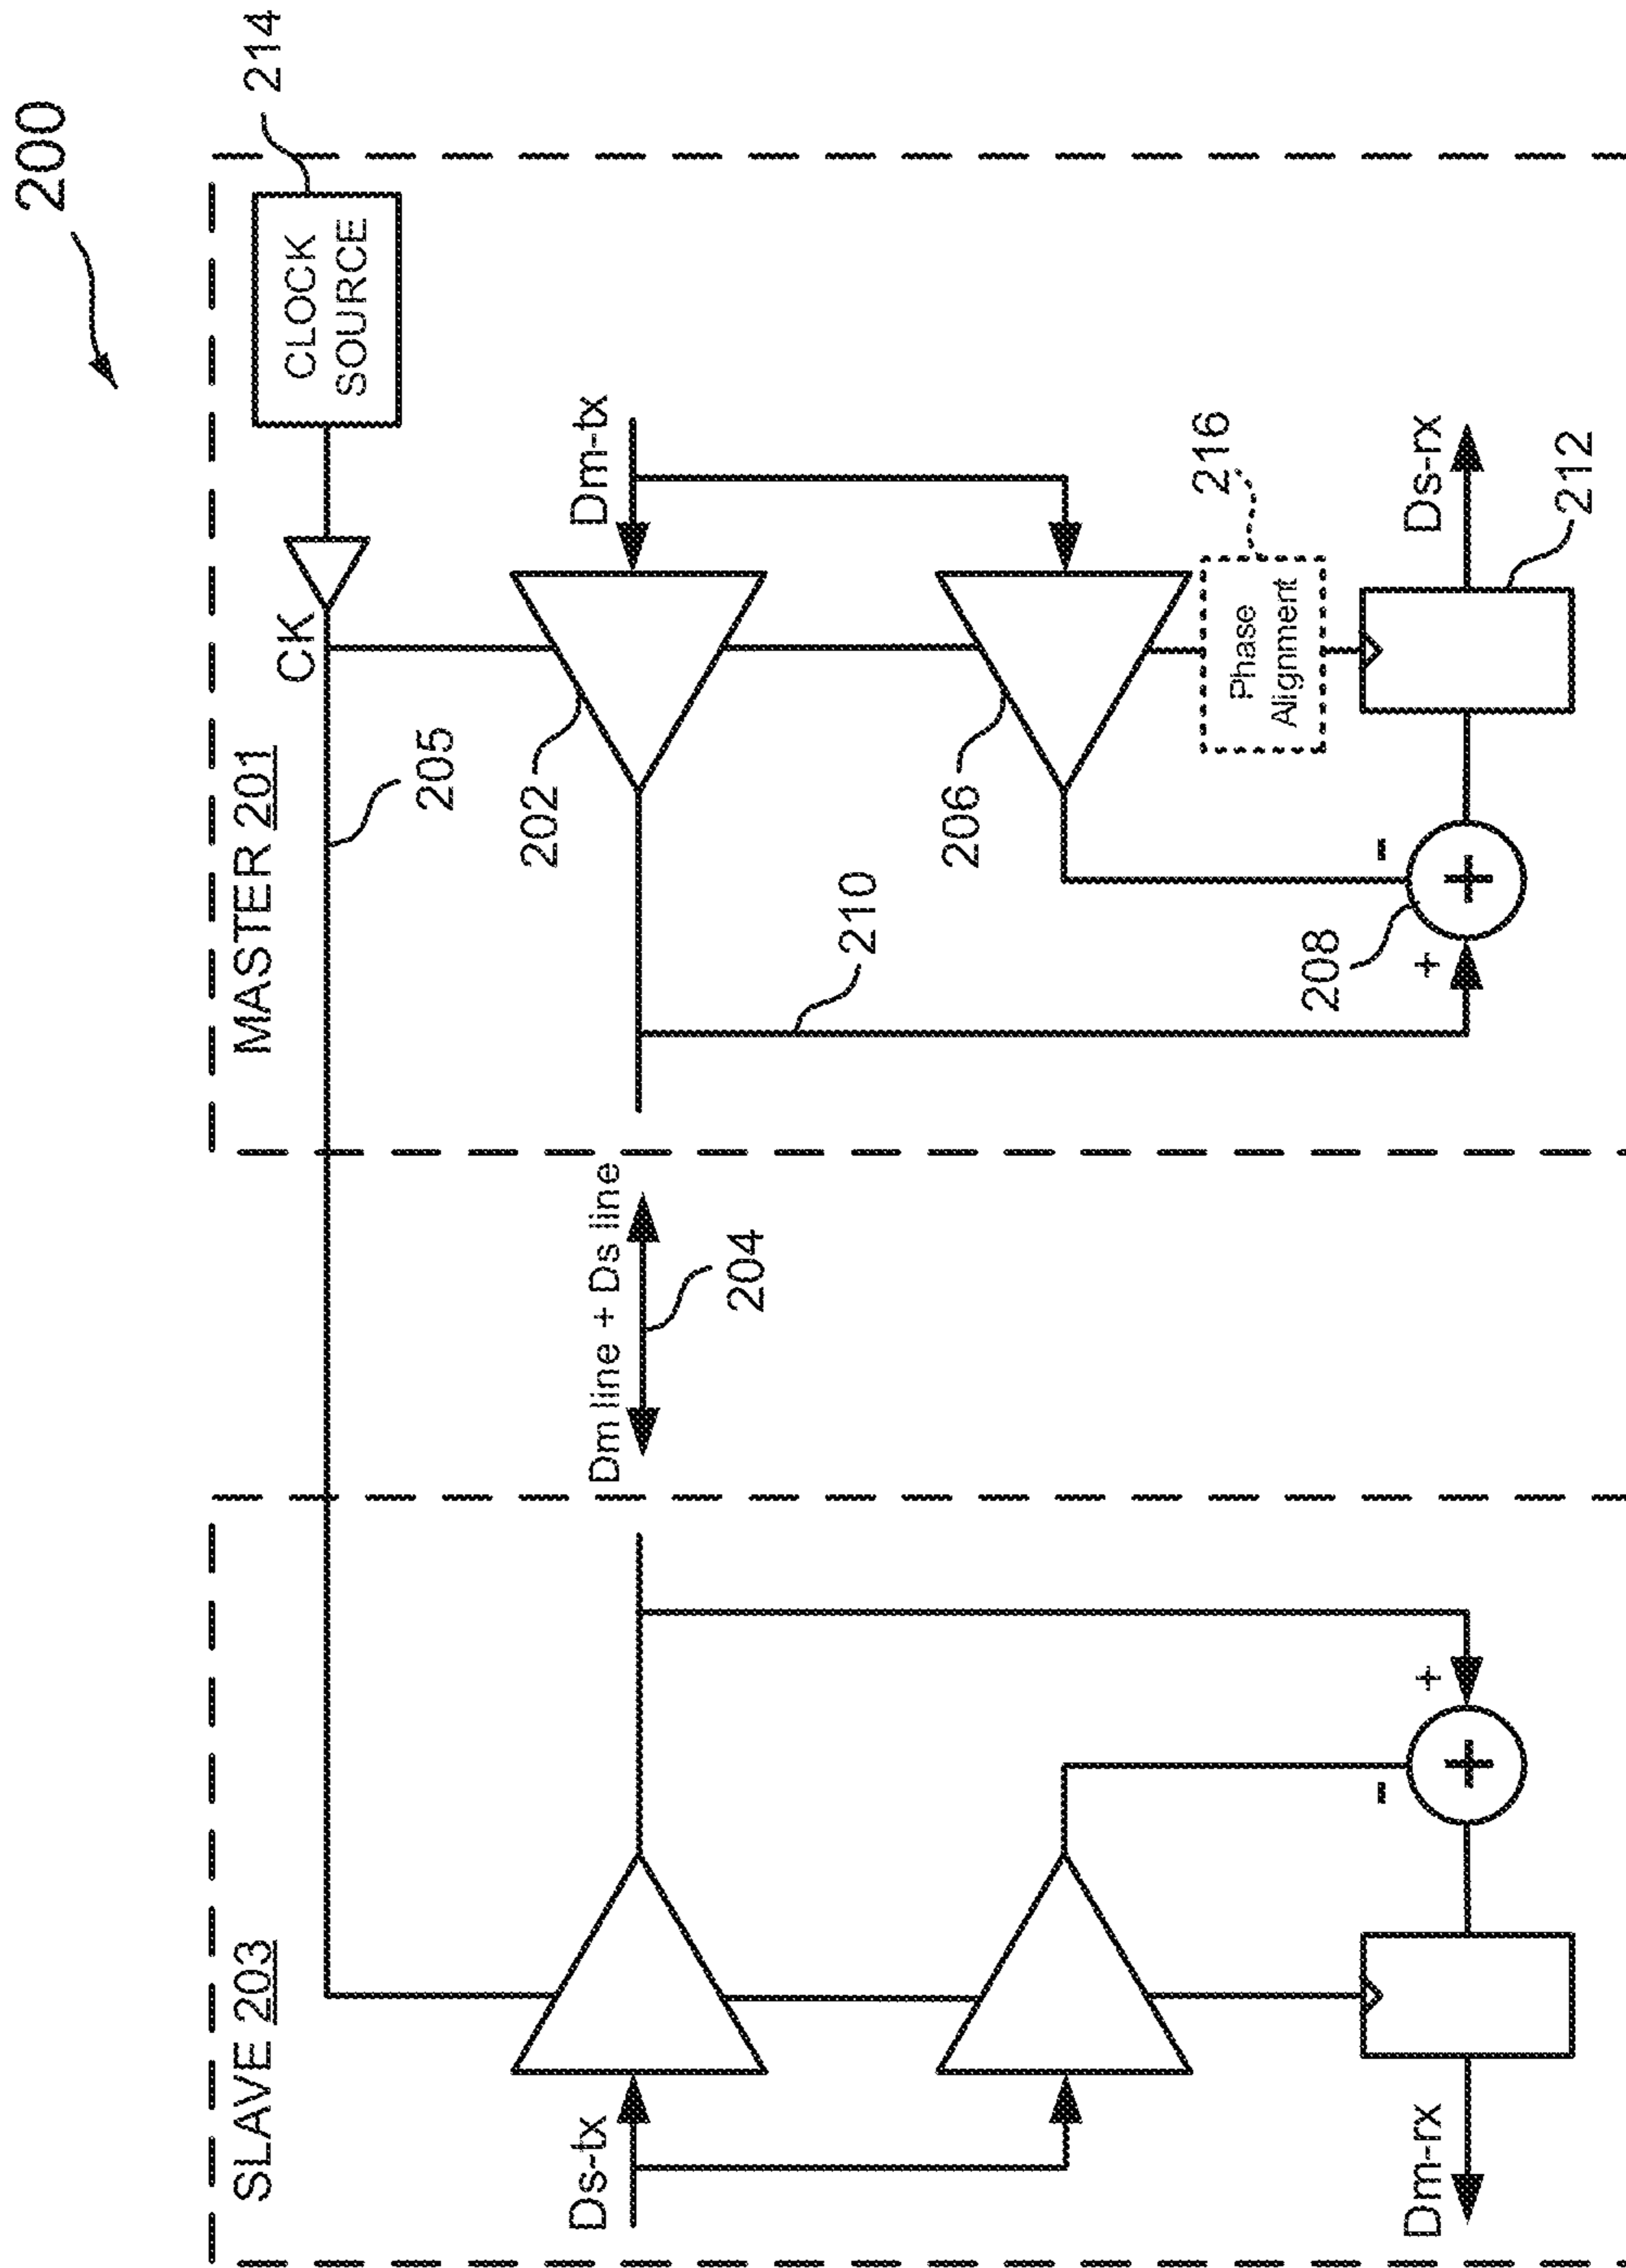 200
SLAVE 203
MASTER 201
214
CLOCK
SOURCE
CK
205
Ds-tx
Dm line + Ds line
204
Dm-tx
202
206
210
216
Phase
Alignment
+
-
+
-
+
+
208
Dm-rx
Ds-rx
212